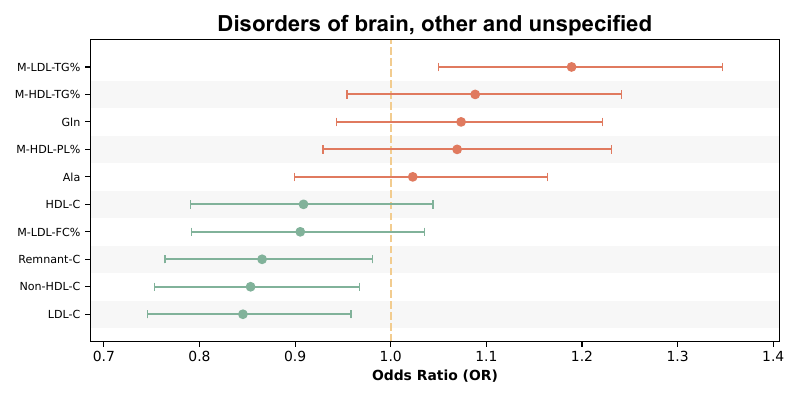 Disorders of brain, other and unspecified
M-LDL-TG%
M-HDL-TG%
Gln
M-HDL-PL%
Ala
HDL-C
M-LDL-FC%
Remnant-C
Non-HDL-C
LDL-C
0.7 0.8 0.9 1.0 1.1 1.2 1.3 1.4
Odds Ratio (OR)